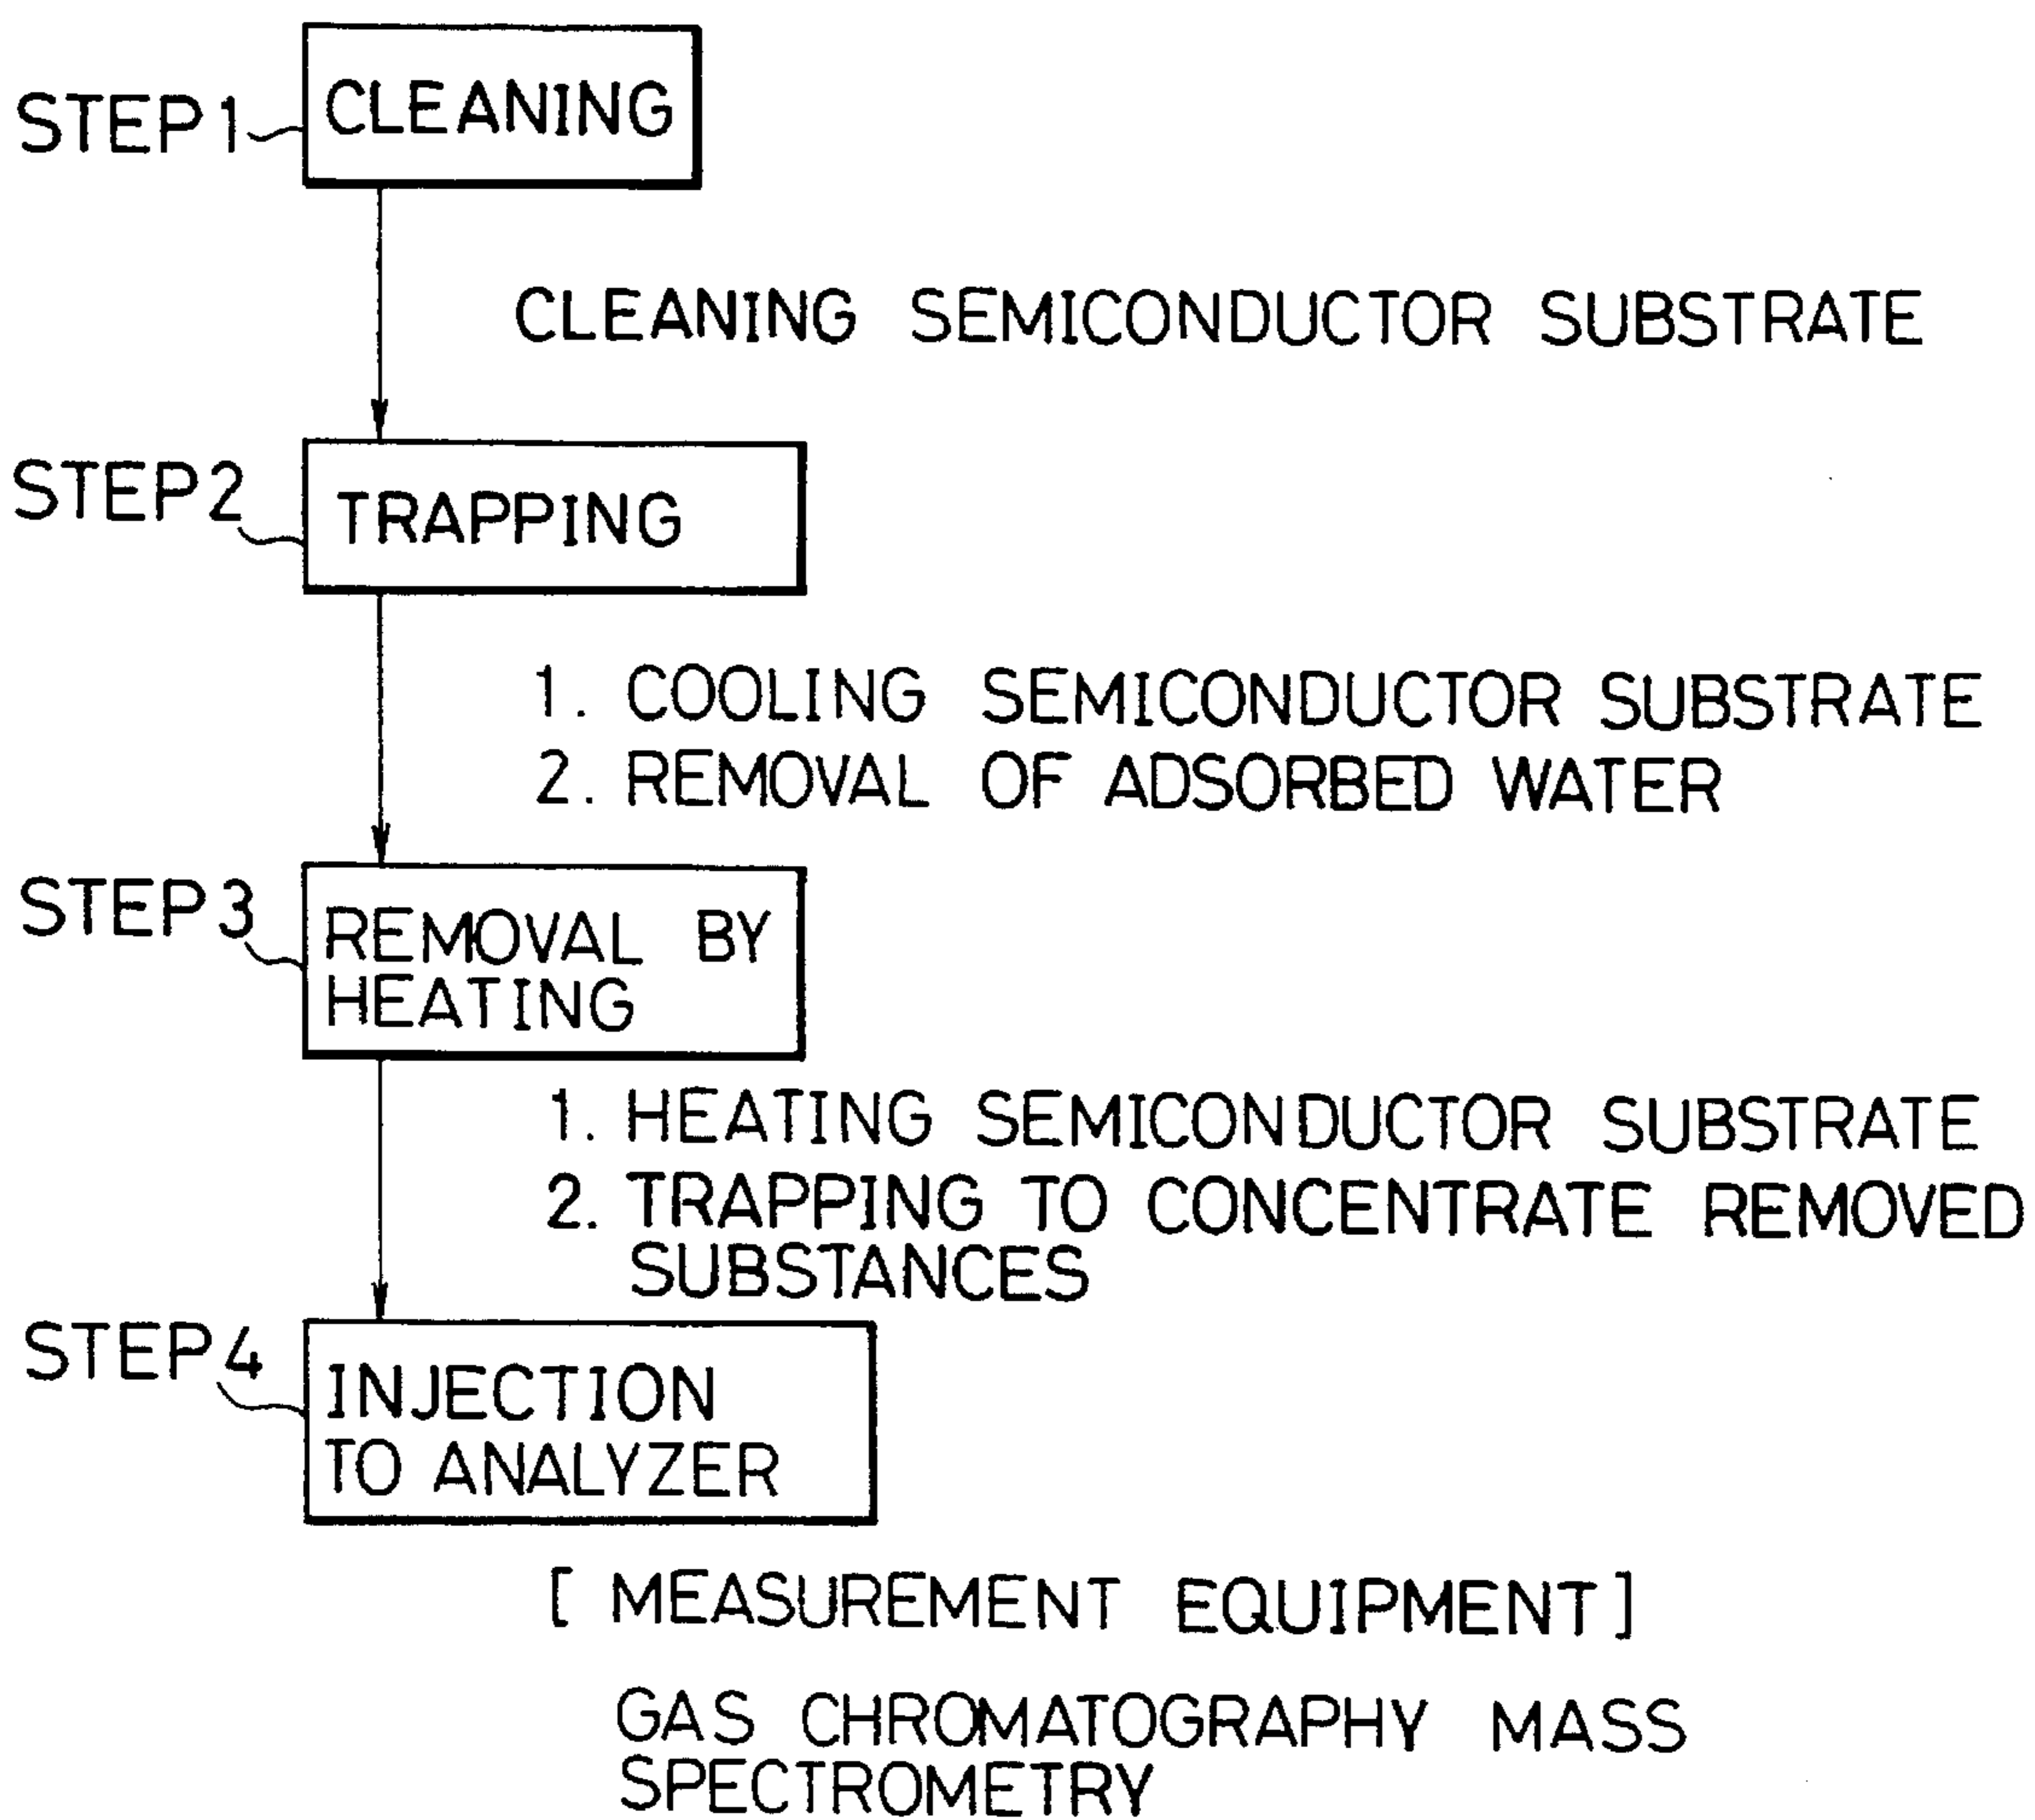 STEP 1
CLEANING
CLEANING SEMICONDUCTOR SUBSTRATE
STEP 2
TRAPPING
1. COOLING SEMICONDUCTOR SUBSTRATE
2. REMOVAL OF ADSORBED WATER
STEP 3
REMOVAL BY
HEATING
1. HEATING SEMICONDUCTOR SUBSTRATE
2. TRAPPING TO CONCENTRATE REMOVED
SUBSTANCES
STEP 4
INJECTION
TO ANALYZER
[ MEASUREMENT EQUIPMENT ]
GAS CHROMATOGRAPHY MASS
SPECTROMETRY